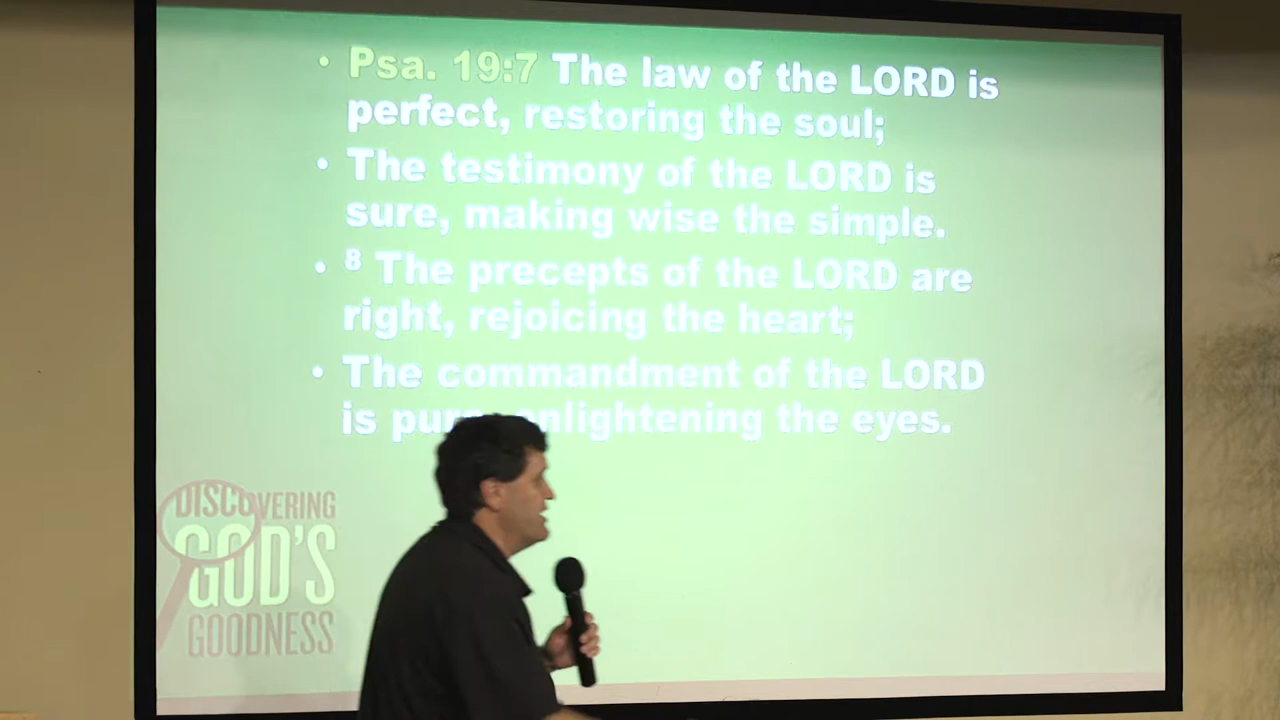 • Psa. 19:7 The law of the LORD is
perfect, restoring the soul;
• The testimony of the LORD is
sure, making wise the simple.
• 8 The precepts of the LORD are
right, rejoicing the heart;
• The commandment of the LORD
is enlightening the eyes.
DISCOVERING
GOD'S
GOODNESS